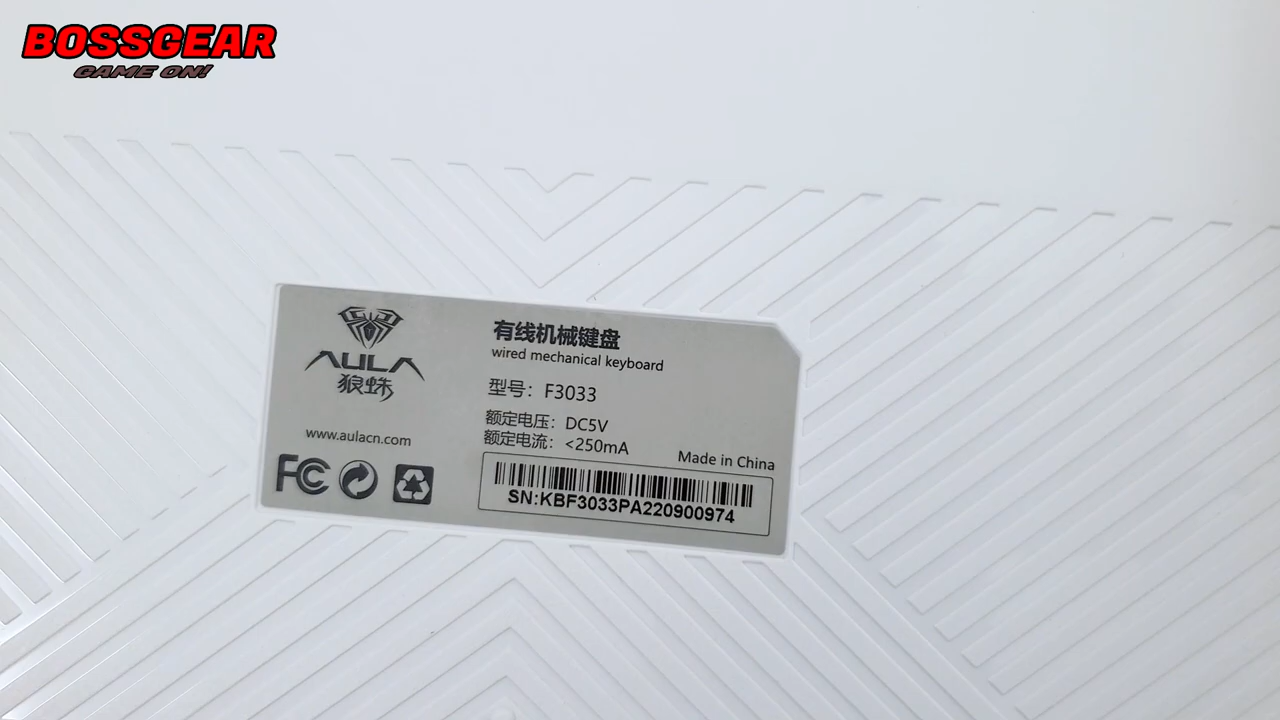 BOSSGEAR
GAME ON!
AULA
狼蛛
www.aulacn.com
FC
有线机械键盘
wired mechanical keyboard
型号：F3033
额定电压：DC5V
额定电流：<250mA
Made in China
SN:KBF3033PA220900974